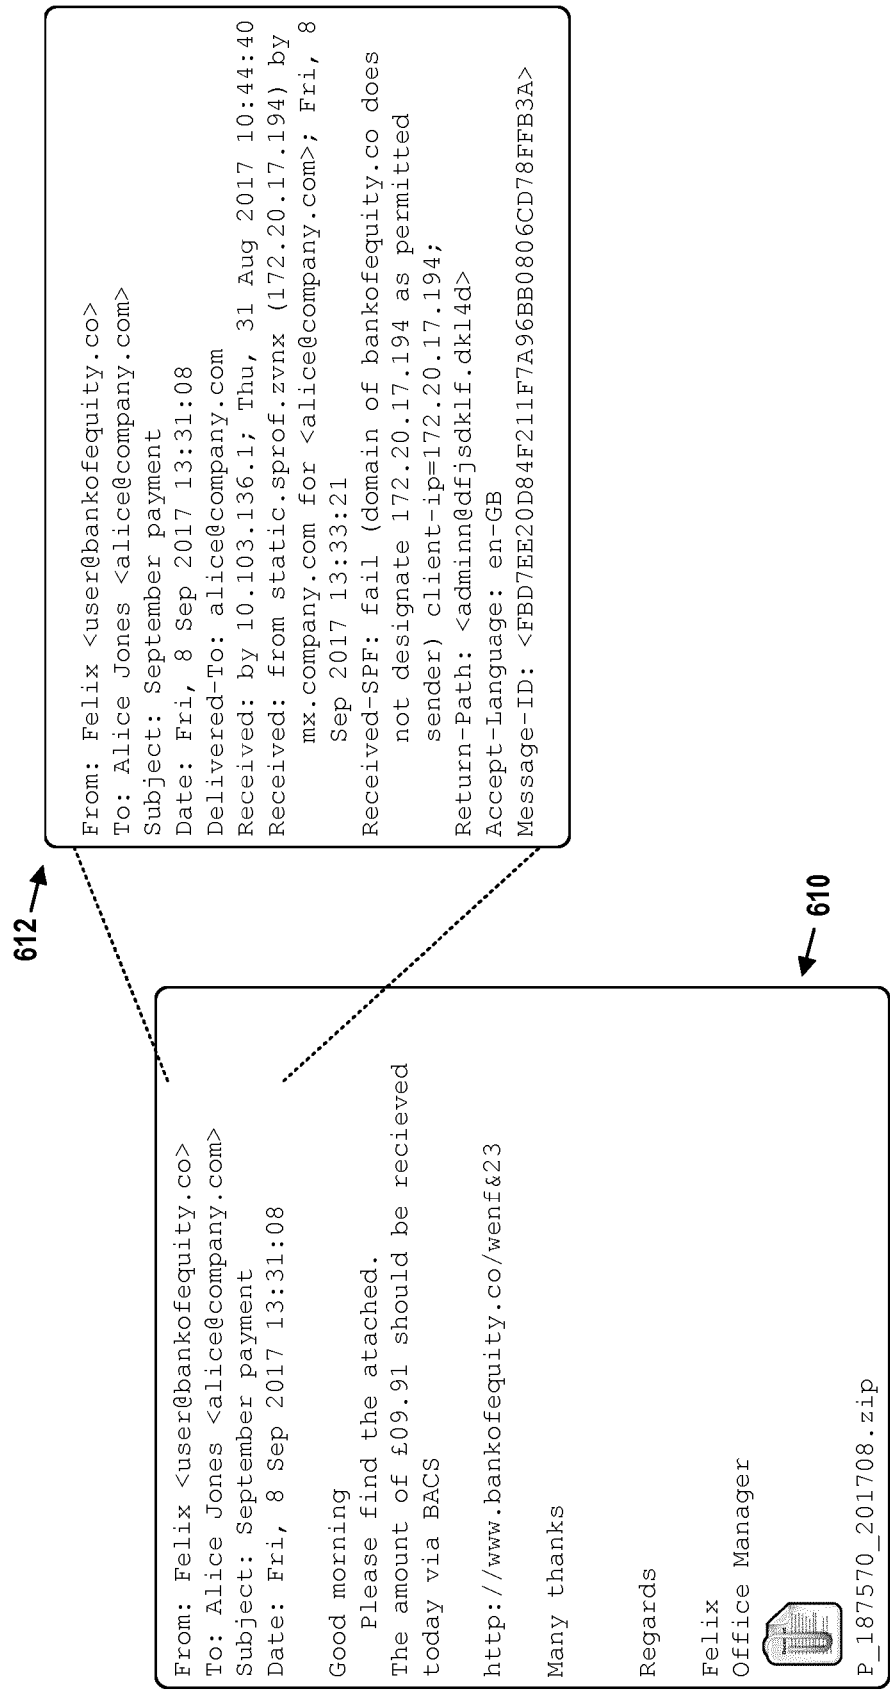 612
From: Felix <user@bankofequity.co>
To: Alice Jones <alice@company.com>
Subject: September payment
Date: Fri, 8 Sep 2017 13:31:08
Delivered-To: alice@company.com
Received: by 10.103.136.1; Thu, 31 Aug 2017 10:44:40
Received: from static.sprof.zvnx (172.20.17.194) by
mx.company.com for <alice@company.com>; Fri, 8
Sep 2017 13:33:21
Received-SPF: fail (domain of bankofequity.co does
not designate 172.20.17.194 as permitted
sender) client-ip=172.20.17.194;
Return-Path: <adminn@dfjsdklf.dkl4d>
Accept-Language: en-GB
Message-ID: <FBD7EE20D84F211F7A96BB0806CD78FFB3A>
610
From: Felix <user@bankofequity.co>
To: Alice Jones <alice@company.com>
Subject: September payment
Date: Fri, 8 Sep 2017 13:31:08
Good morning
Please find the atached.
The amount of £09.91 should be recieved
today via BACS
http://www.bankofequity.co/wenf&23
Many thanks
Regards
Felix
Office Manager
P_187570_201708.zip